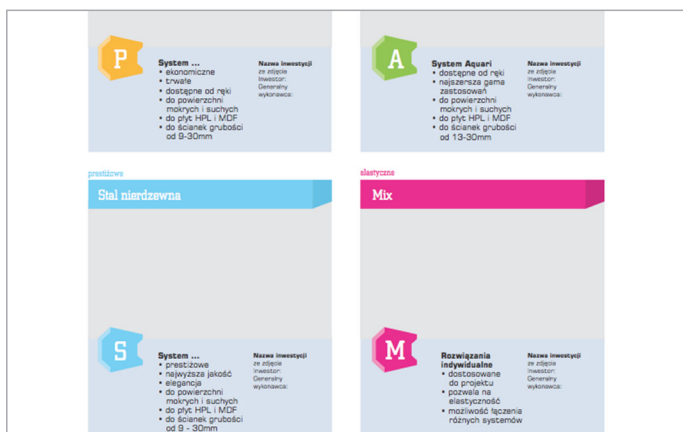 P
System ...
• ekonomiczne
• trwałe
• dostępne od ręki
• do powierzchni
mokrych i suchych
• do płyt HPL i MDF
• do ścianek grubości
od 9-30mm
Nazwa inwestycji
ze zdjęcia
Inwestor:
Generalny
wykonawca:
A
System Aquari
• dostępne od ręki
• najszersza gama
zastosowań
• do powierzchni
mokrych i suchych
• do płyt HPL i MDF
• do ścianek grubości
od 13-30mm
Nazwa inwestycji
ze zdjęcia
Inwestor:
Generalny
wykonawca:
prestiżowe
Stal nierdzewna
S
System ...
• prestiżowe
• najwyższa jakość
• elegancja
• do powierzchni
mokrych i suchych
• do płyt HPL i MDF
• do ścianek grubości
od 9 - 30mm
Nazwa inwestycji
ze zdjęcia
Inwestor:
Generalny
wykonawca:
elastyczne
Mix
M
Rozwiązania
indywidualne
• dostosowane
do projektu
• pozwala na
elastyczność
• możliwość łączenia
różnych systemów
Nazwa inwestycji
ze zdjęcia
Inwestor:
Generalny
wykonawca: